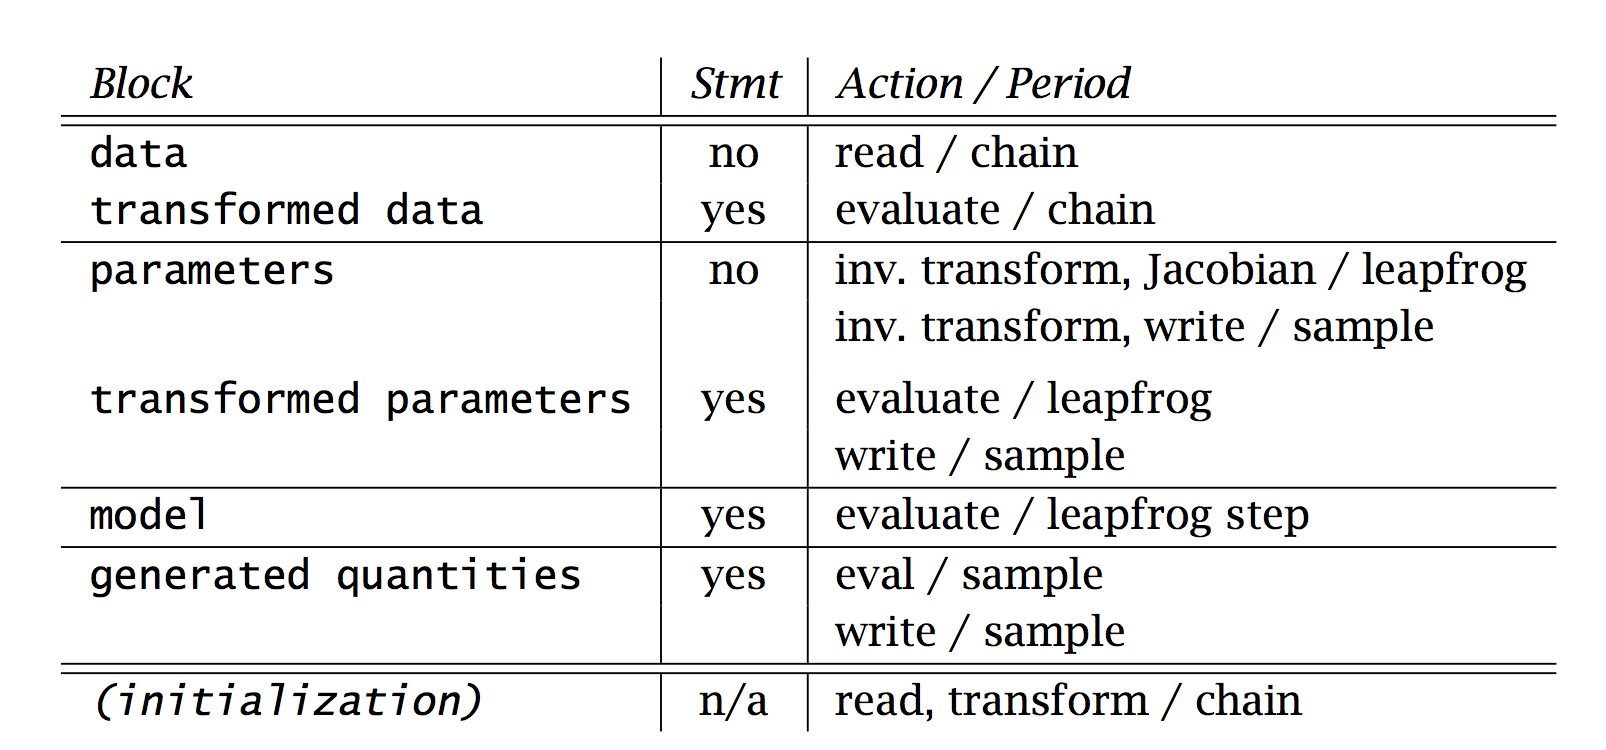 Block Stmt Action / Period
data no read / chain
transformed data yes evaluate / chain
parameters no inv. transform, Jacobian / leapfrog
inv. transform, write / sample
transformed parameters yes evaluate / leapfrog
write / sample
model yes evaluate / leapfrog step
generated quantities yes eval / sample
write / sample
(initialization) n/a read, transform / chain